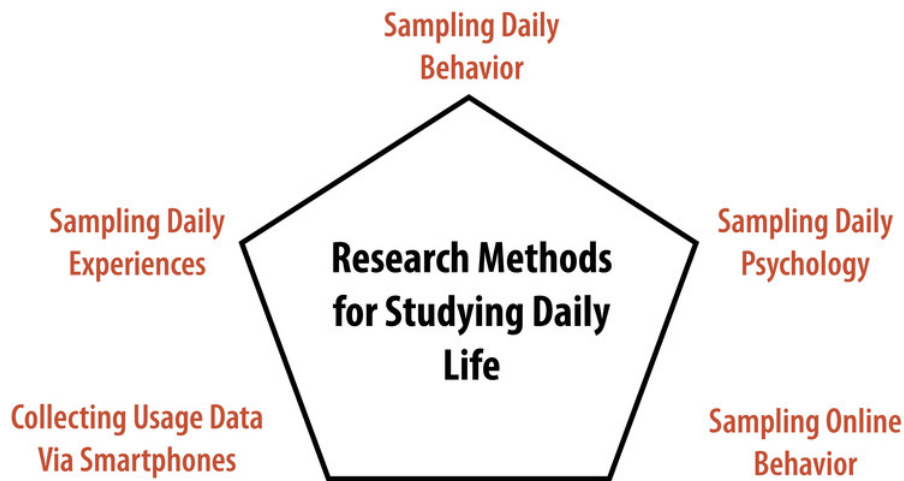 Sampling Daily
Behavior
Sampling Daily
Experiences
Sampling Daily
Psychology
Research Methods
for Studying Daily
Life
Collecting Usage Data
Via Smartphones
Sampling Online
Behavior